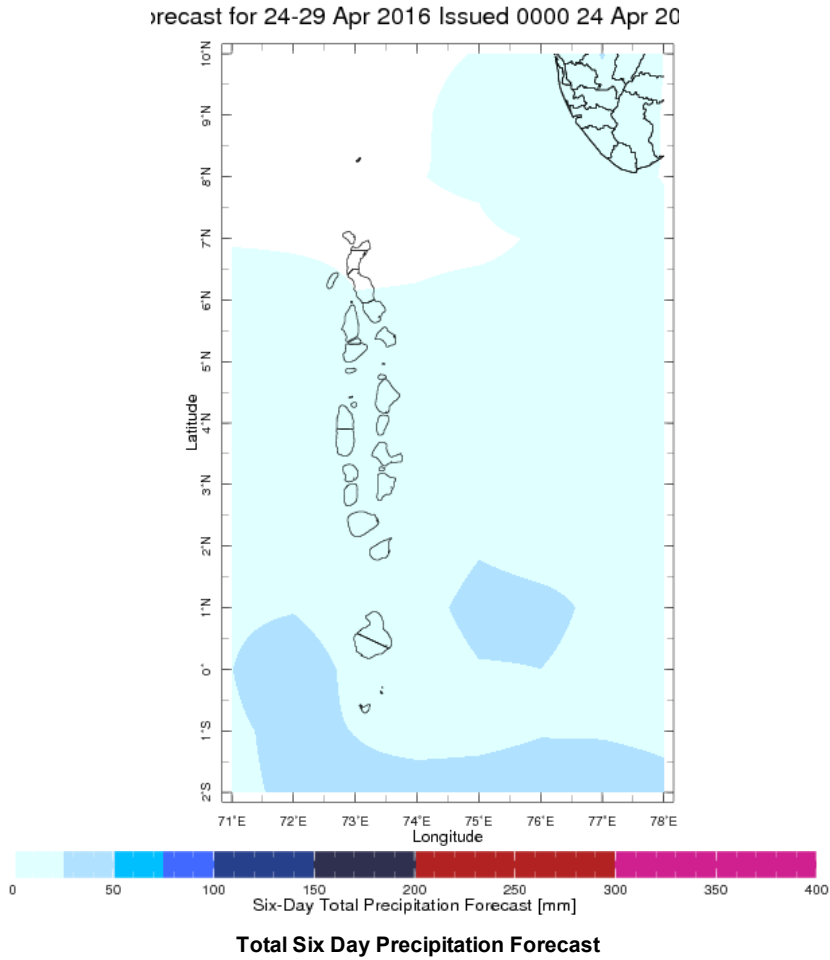 forecast for 24-29 Apr 2016 Issued 0000 24 Apr 20
10°N
9°N
8°N
7°N
6°N
5°N
4°N
3°N
2°N
1°N
0°
1°S
2°S
Latitude
71°E 72°E 73°E 74°E 75°E 76°E 77°E 78°E
Longitude
0 50 100 150 200 250 300 350 400
Six-Day Total Precipitation Forecast [mm]
Total Six Day Precipitation Forecast